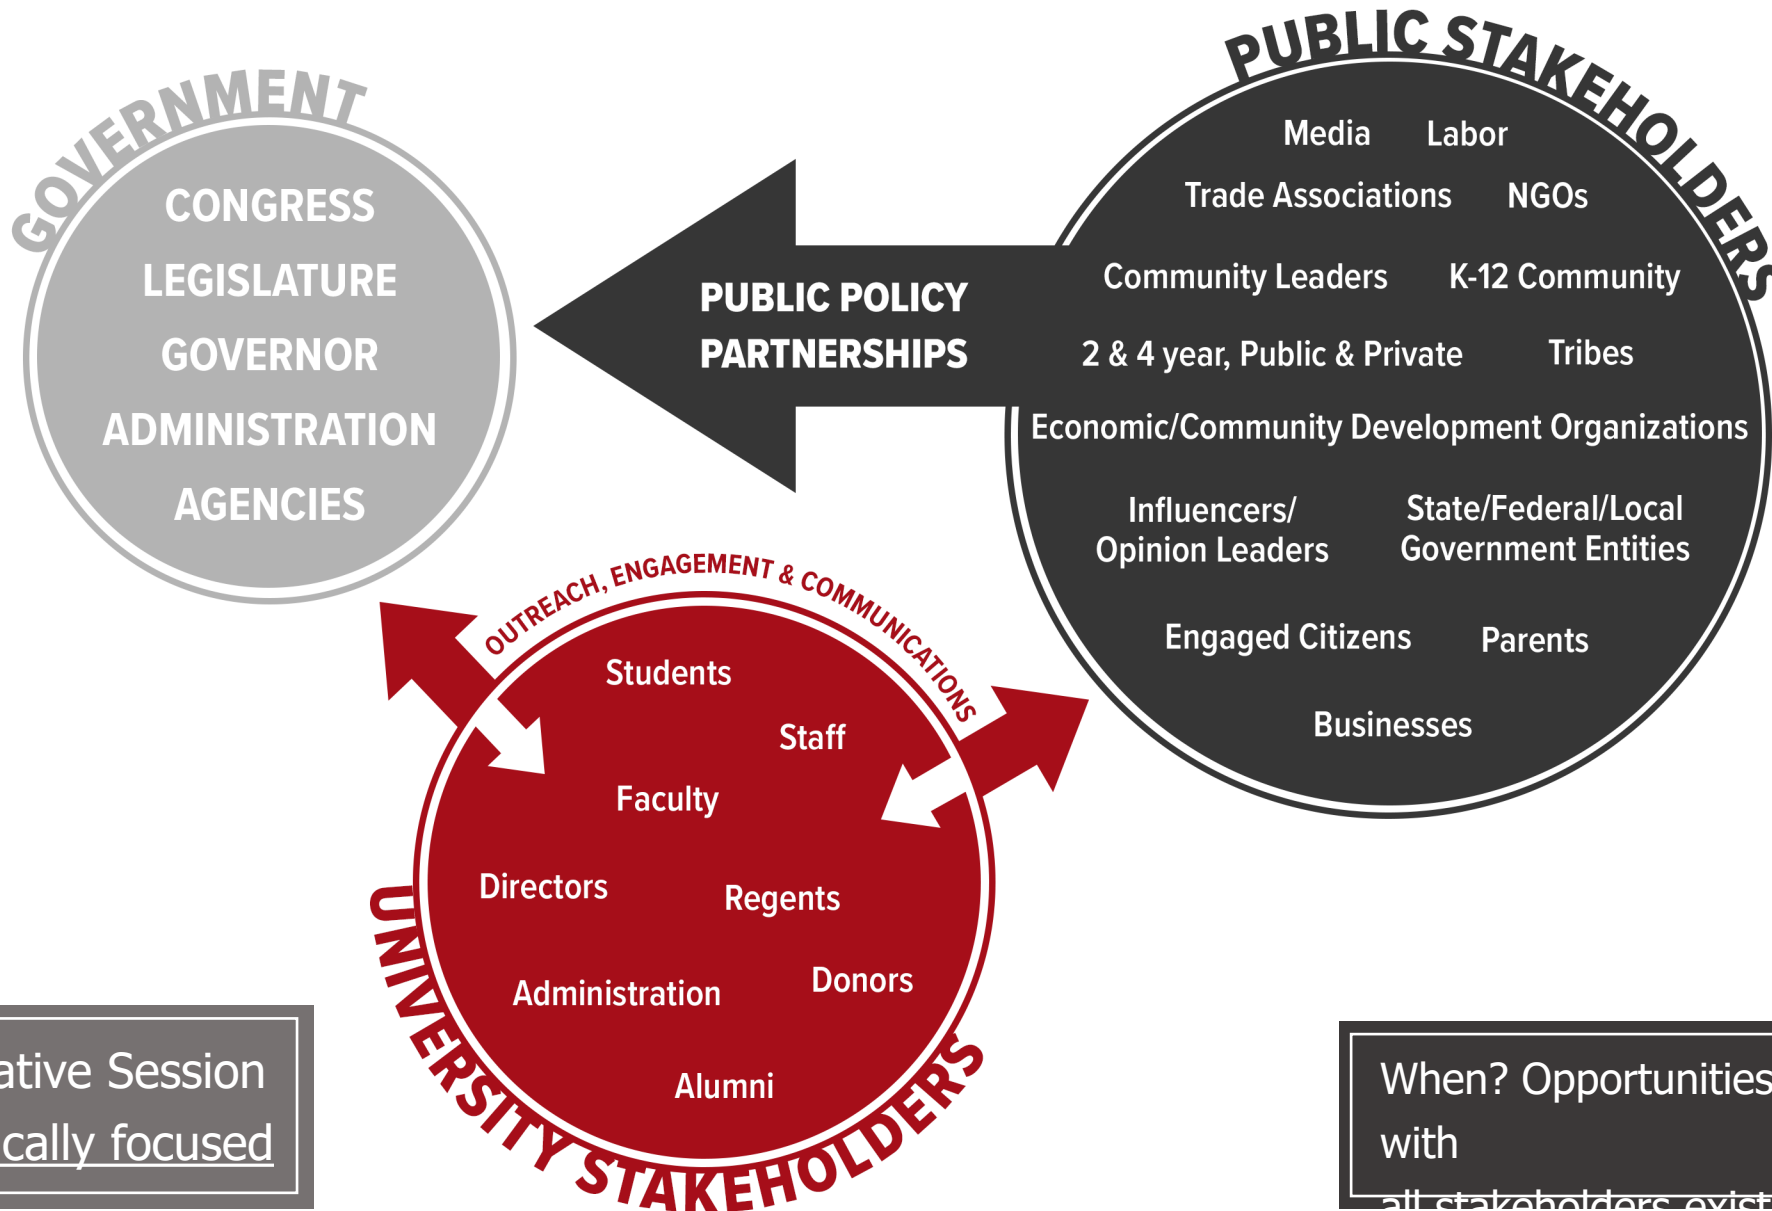 GOVERNMENT
CONGRESS
LEGISLATURE
GOVERNOR
ADMINISTRATION
AGENCIES
PUBLIC POLICY
PARTNERSHIPS
PUBLIC STAKEHOLDERS
Media Labor
Trade Associations NGOs
Community Leaders K-12 Community
2 & 4 year, Public & Private Tribes
Economic/Community Development Organizations
Influencers/
Opinion Leaders
State/Federal/Local
Government Entities
Engaged Citizens Parents
Businesses
OUTREACH, ENGAGEMENT & COMMUNICATIONS
Students
Staff
Faculty
Directors Regents
Administration Donors
Alumni
UNIVERSITY STAKEHOLDERS
ative Session
cally focused
When? Opportunities
with
all stakeholders exist